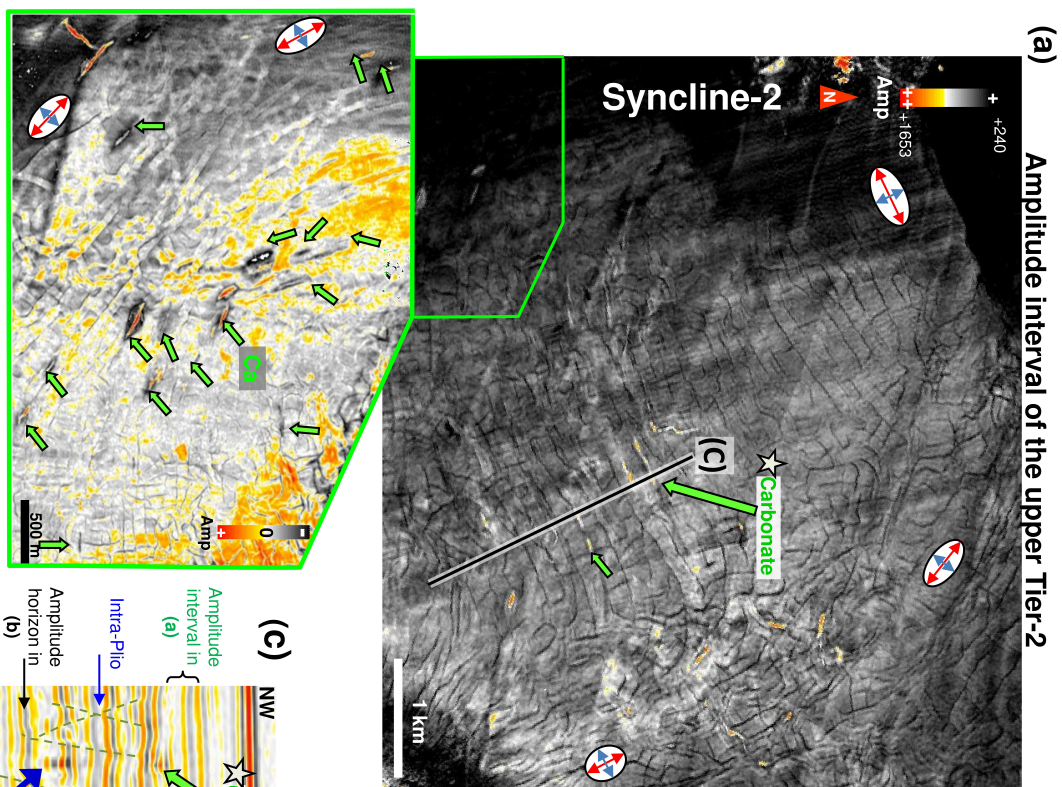 (a)
Amplitude interval of the upper Tier-2
+
+240
++
+1653
Amp
N
Syncline-2
Carbonate
(C)
1 km
Ca
-
0
+
Amp
500 m
(c)
NW
Amplitude
interval in
(a)
Intra-Plio
Amplitude
horizon in
(b)